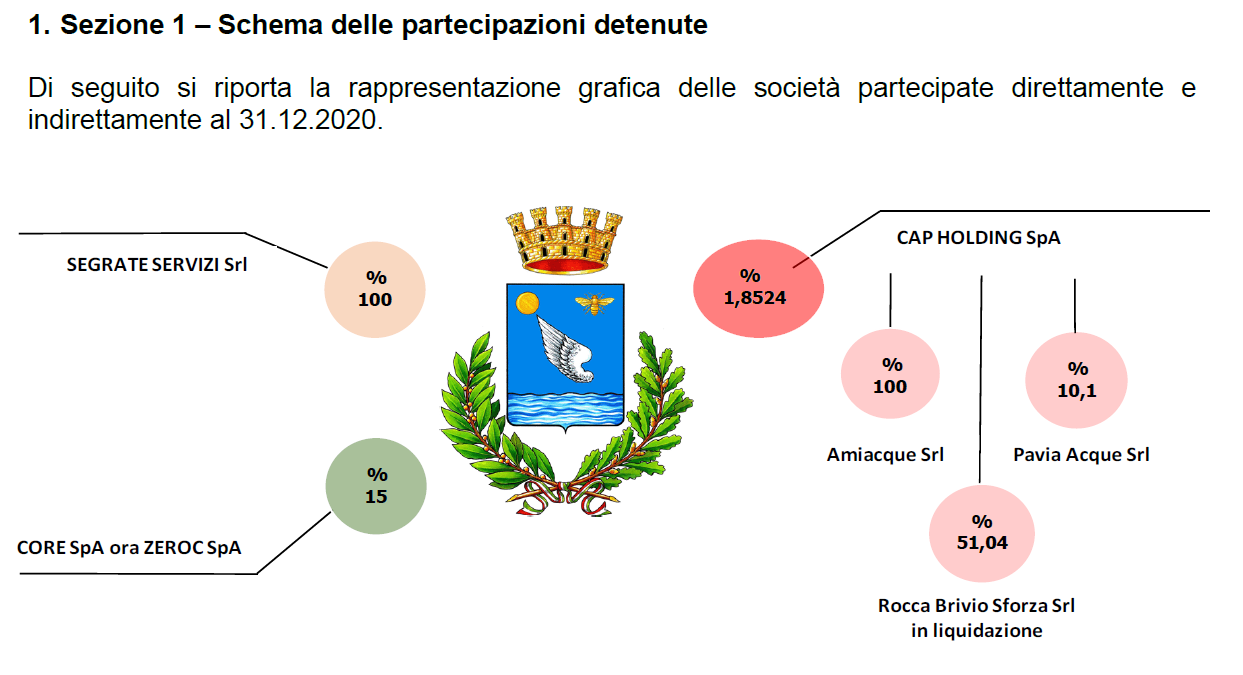 1. Sezione 1 – Schema delle partecipazioni detenute
Di seguito si riporta la rappresentazione grafica delle società partecipate direttamente e
indirettamente al 31.12.2020.
SEGRATE SERVIZI Srl
%
100
CORE SpA ora ZEROC SpA
%
15
CAP HOLDING SpA
%
1,8524
%
100
Amiacque Srl
%
10,1
Pavia Acque Srl
%
51,04
Rocca Brivio Sforza Srl
in liquidazione